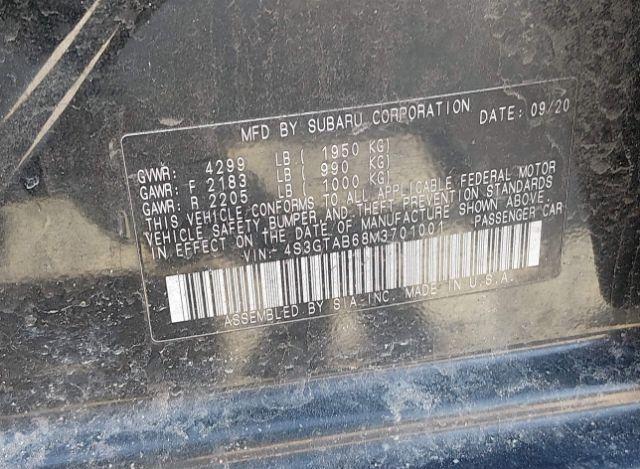 MFD BY SUBARU CORPORATION DATE: 09/20
GVWR: 4299 LB ( 1950 KG)
GAWR: F 2183 LB ( 990 KG)
GAWR: R 2205 LB ( 1000 KG)
THIS VEHICLE CONFORMS TO ALL APPLICABLE FEDERAL MOTOR
VEHICLE SAFETY, BUMPER, AND THEFT PREVENTION STANDARDS
IN EFFECT ON THE DATE OF MANUFACTURE SHOWN ABOVE.
VIN: 4S3GTAB68M3701001 PASSENGER CAR
ASSEMBLED BY SIA, INC. MADE IN U.S.A.